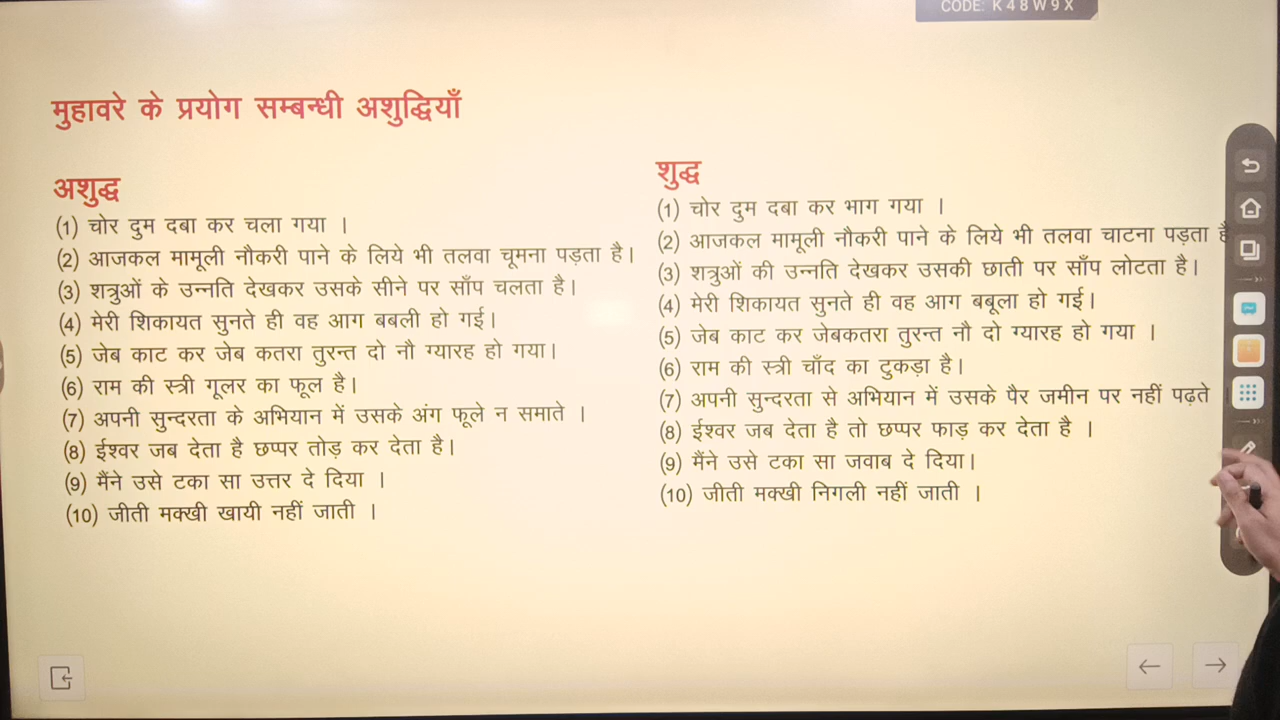 CODE: K48W9X
मुहावरे के प्रयोग सम्बन्धी अशुद्धियाँ
अशुद्ध
(1) चोर दुम दबा कर चला गया ।
(2) आजकल मामूली नौकरी पाने के लिये भी तलवा चूमना पड़ता है।
(3) शत्रुओं के उन्नति देखकर उसके सीने पर साँप चलता है।
(4) मेरी शिकायत सुनते ही वह आग बबली हो गई।
(5) जेब काट कर जेब कतरा तुरन्त दो नौ ग्यारह हो गया।
(6) राम की स्त्री गूलर का फूल है।
(7) अपनी सुन्दरता के अभियान में उसके अंग फूले न समाते ।
(8) ईश्वर जब देता है छप्पर तोड़ कर देता है।
(9) मैंने उसे टका सा उत्तर दे दिया ।
(10) जीती मक्खी खायी नहीं जाती ।
शुद्ध
(1) चोर दुम दबा कर भाग गया ।
(2) आजकल मामूली नौकरी पाने के लिये भी तलवा चाटना पड़ता है
(3) शत्रुओं की उन्नति देखकर उसकी छाती पर साँप लोटता है।
(4) मेरी शिकायत सुनते ही वह आग बबूला हो गई।
(5) जेब काट कर जेबकतरा तुरन्त नौ दो ग्यारह हो गया ।
(6) राम की स्त्री चाँद का टुकड़ा है।
(7) अपनी सुन्दरता से अभियान में उसके पैर जमीन पर नहीं पढ़ते ।
(8) ईश्वर जब देता है तो छप्पर फाड़ कर देता है ।
(9) मैंने उसे टका सा जवाब दे दिया।
(10) जीती मक्खी निगली नहीं जाती ।